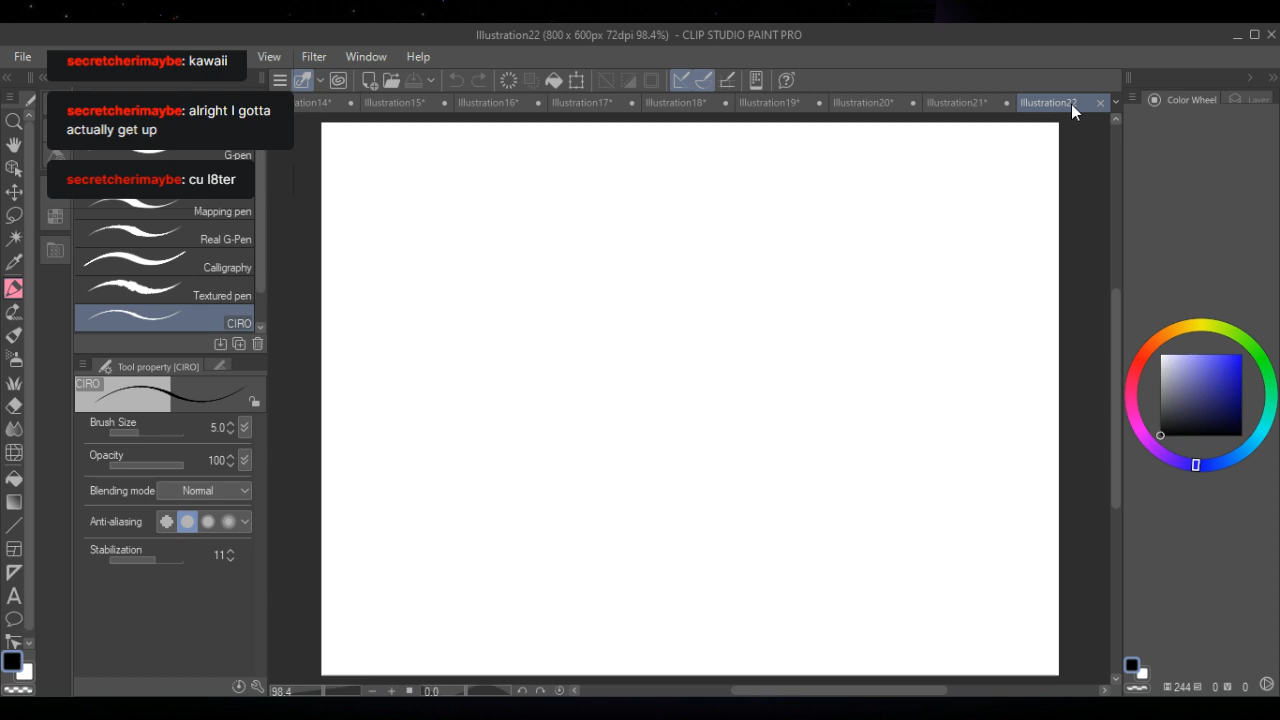 Illustration22 (800 x 600px 72dpi 98.4%) - CLIP STUDIO PAINT PRO
File View Filter Window Help
secretcherimaybe: kawaii
secretcherimaybe: alright I gotta
actually get up
secretcherimaybe: cu l8ter
ation14* Illustration15* Illustration16* Illustration17* Illustration18* Illustration19* Illustration20* Illustration21* Illustration22
Color Wheel Layer
G-pen
Mapping pen
Real G-Pen
Calligraphy
Textured pen
CIRO
Tool property [CIRO]
CIRO
Brush Size 5.0
Opacity 100
Blending mode Normal
Anti-aliasing
Stabilization 11
98.4 0.0
244 0 0